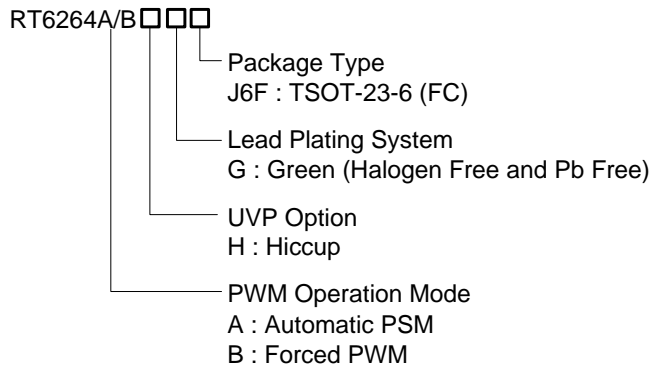 RT6264A/B□□□
Package Type
J6F : TSOT-23-6 (FC)
Lead Plating System
G : Green (Halogen Free and Pb Free)
UVP Option
H : Hiccup
PWM Operation Mode
A : Automatic PSM
B : Forced PWM